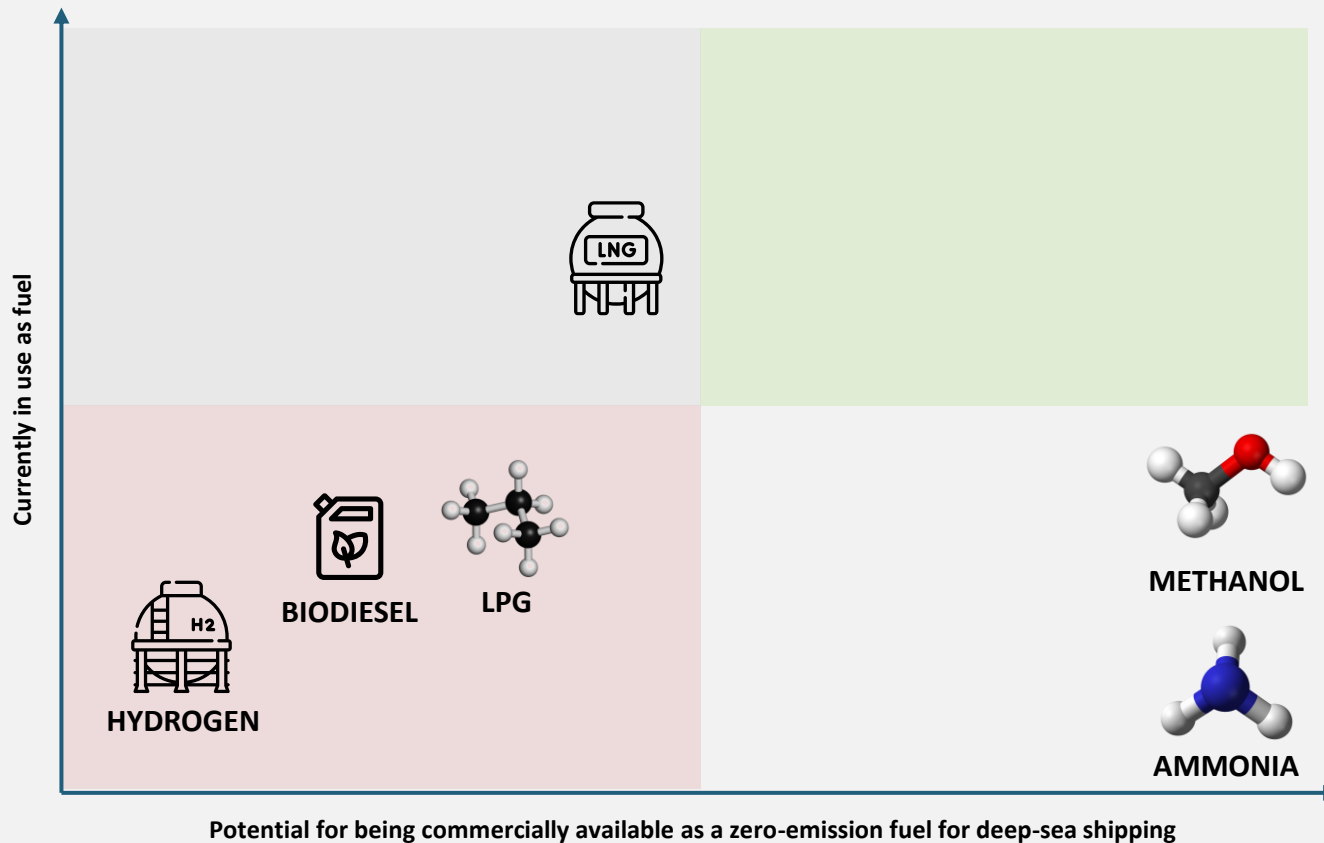 Currently in use as fuel
LNG
BIODIESEL
LPG
METHANOL
H2
HYDROGEN
AMMONIA
Potential for being commercially available as a zero-emission fuel for deep-sea shipping